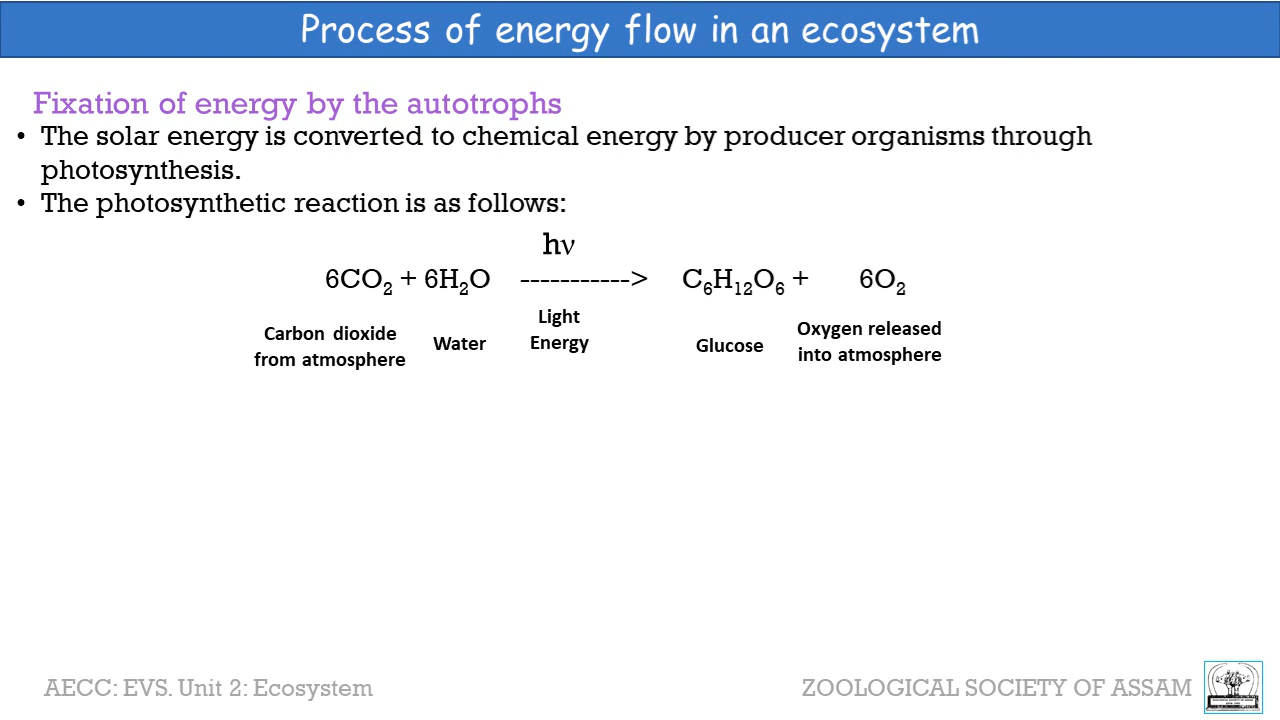 Process of energy flow in an ecosystem
Fixation of energy by the autotrophs
• The solar energy is converted to chemical energy by producer organisms through
photosynthesis.
• The photosynthetic reaction is as follows:
hν
6CO₂ + 6H₂O -----------> C₆H₁₂O₆ + 6O₂
Carbon dioxide
from atmosphere
Water
Light
Energy
Glucose
Oxygen released
into atmosphere
AECC: EVS. Unit 2: Ecosystem
ZOOLOGICAL SOCIETY OF ASSAM